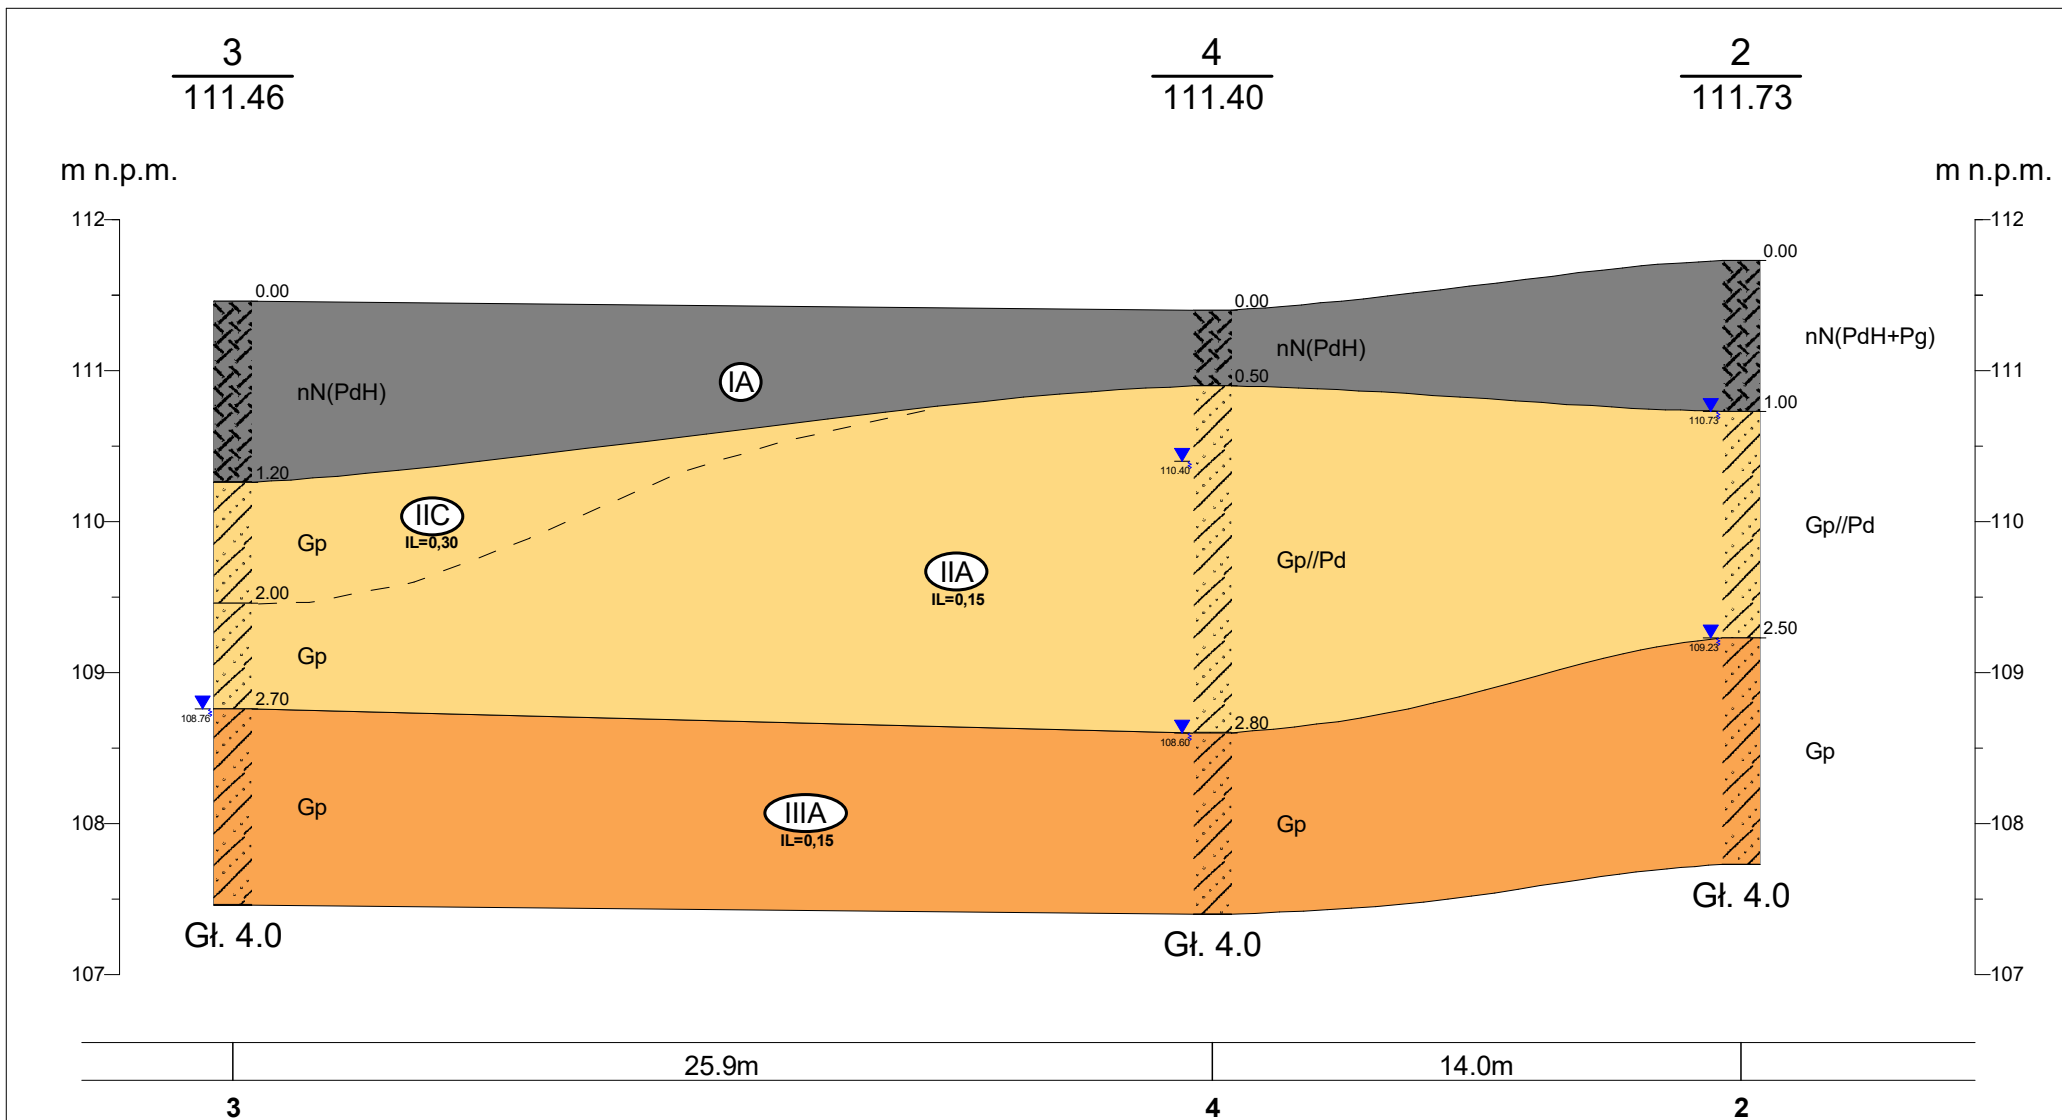 3 4 2
111.46 111.40 111.73
m n.p.m. m n.p.m.
112 112
0.00
0.00
0.00
nN(PdH+Pg)
nN(PdH)
111 111
0.50
IA
nN(PdH)
1.00
110.73
110.40
1.20
IIC
110 110
Gp//Pd
Gp
IL=0,30
Gp//Pd
IIA
2.00
IL=0,15
2.50
109.23
Gp
109 109
2.70
108.76
2.80
108.60
Gp
Gp
IIIA
108 108
Gp
IL=0,15
Gł. 4.0
Gł. 4.0
Gł. 4.0
107 107
25.9m 14.0m
3 4 2